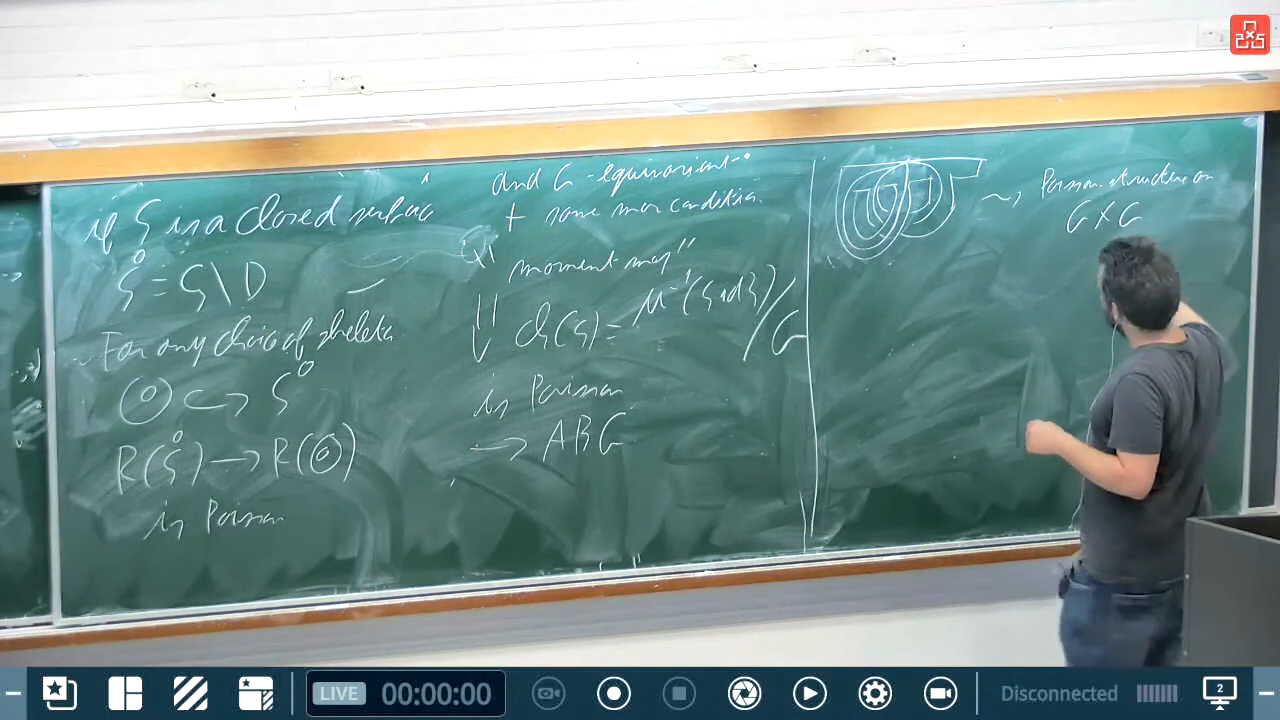 if S is a closed surface
S° = S \ D
For any choice of skeleta
⊙ ↪ S°
R(S°) → R(⊙)
is Poisson
and G-equivariant
+ some more condition
"moment map"
Ch(S) = μ⁻¹({id})/G
is Poisson
→ ABG
⇝ Poisson structure on
G × G
LIVE 00:00:00
Disconnected
2